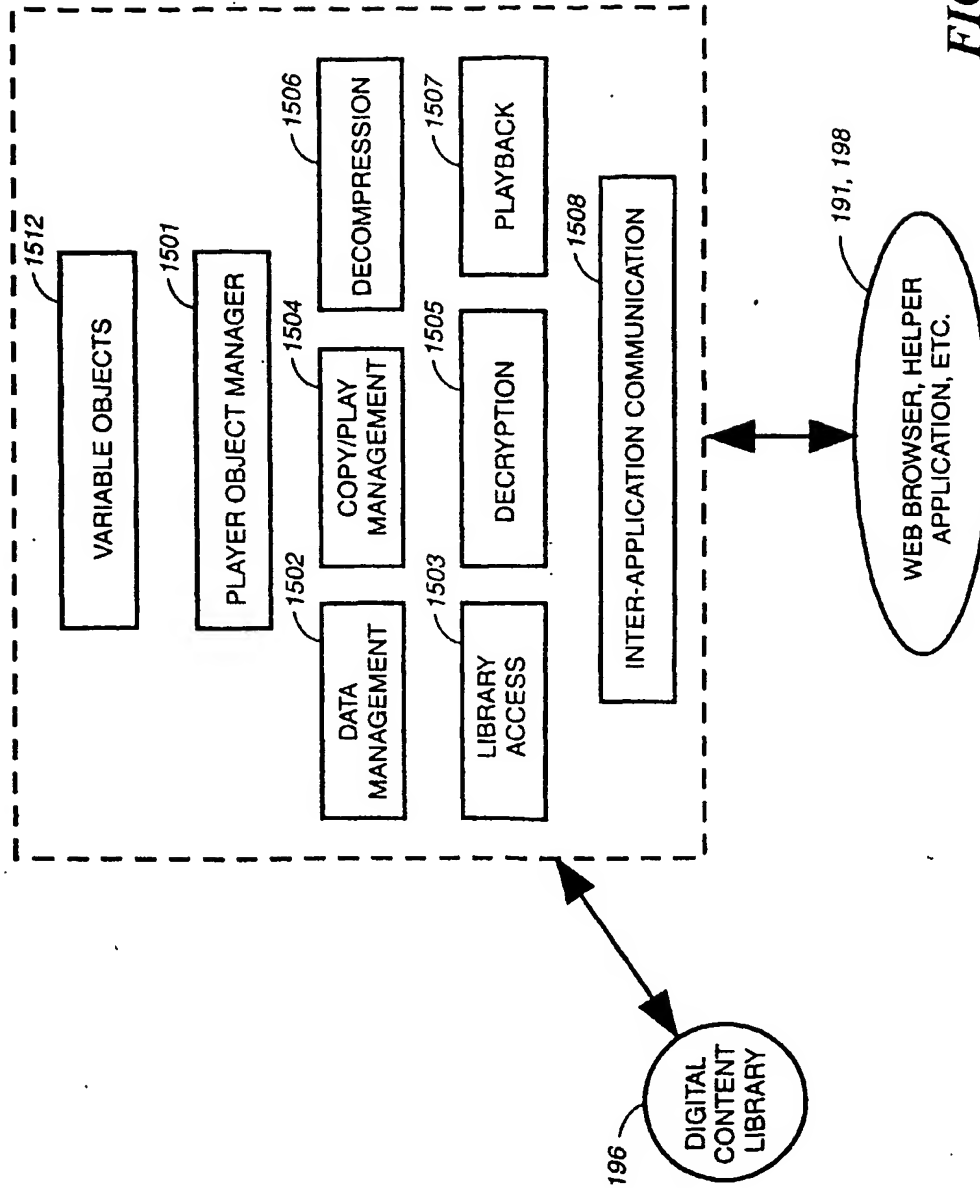 1512
VARIABLE OBJECTS
1501
PLAYER OBJECT MANAGER
1502
DATA
MANAGEMENT
1504
COPY/PLAY
MANAGEMENT
1506
DECOMPRESSION
1503
LIBRARY
ACCESS
1505
DECRYPTION
1507
PLAYBACK
1508
INTER-APPLICATION COMMUNICATION
196
DIGITAL
CONTENT
LIBRARY
191, 198
WEB BROWSER, HELPER
APPLICATION, ETC.